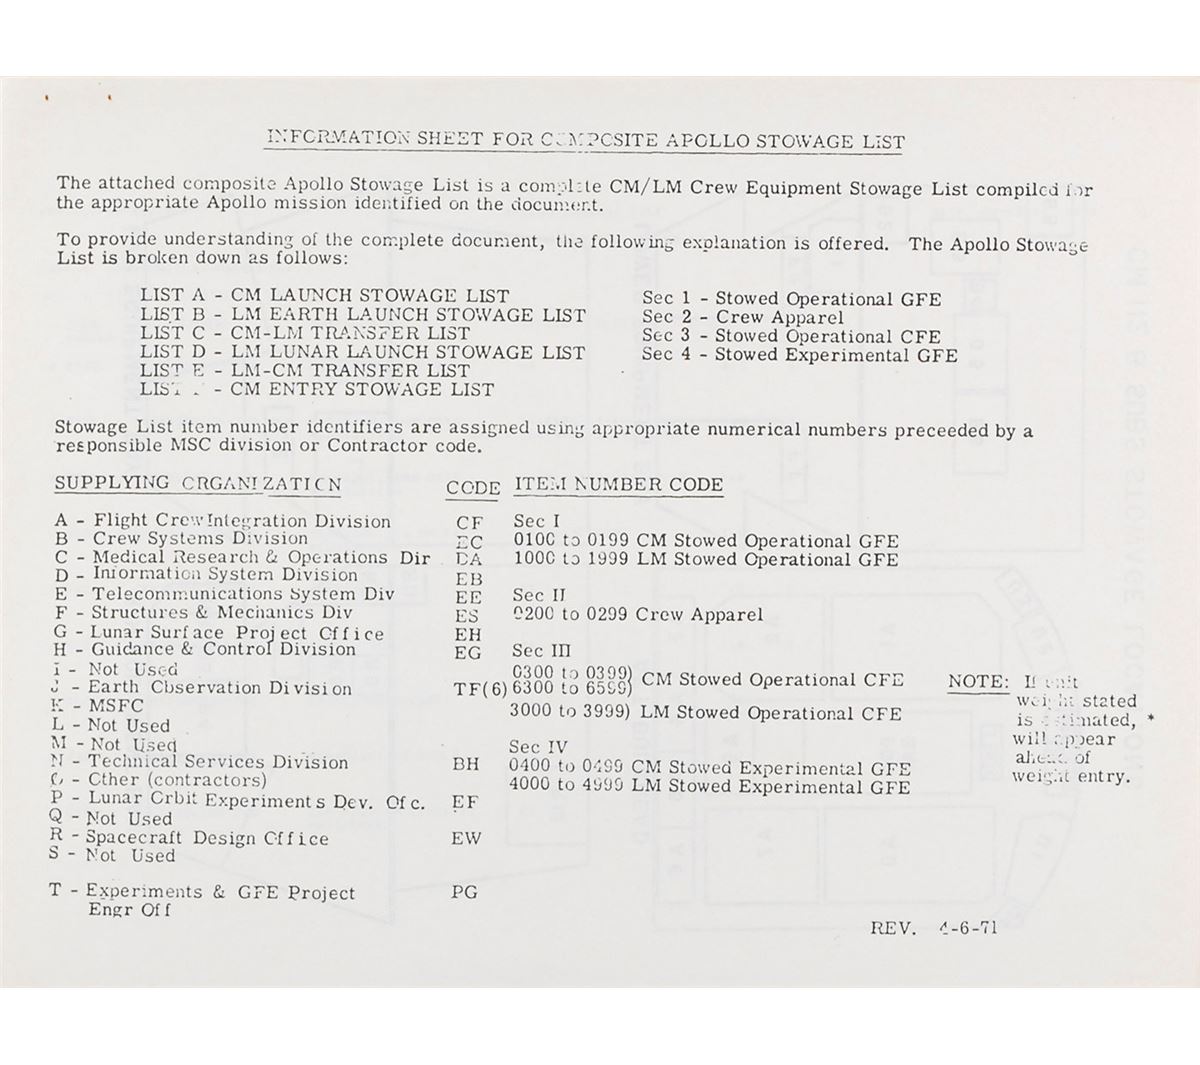 INFORMATION SHEET FOR COMPOSITE APOLLO STOWAGE LIST
The attached composite Apollo Stowage List is a complete CM/LM Crew Equipment Stowage List compiled for
the appropriate Apollo mission identified on the document.
To provide understanding of the complete document, the following explanation is offered. The Apollo Stowage
List is broken down as follows:
LIST A - CM LAUNCH STOWAGE LIST Sec 1 - Stowed Operational GFE
LIST B - LM EARTH LAUNCH STOWAGE LIST Sec 2 - Crew Apparel
LIST C - CM-LM TRANSFER LIST Sec 3 - Stowed Operational CFE
LIST D - LM LUNAR LAUNCH STOWAGE LIST Sec 4 - Stowed Experimental GFE
LIST E - LM-CM TRANSFER LIST
LIST - CM ENTRY STOWAGE LIST
Stowage List item number identifiers are assigned using appropriate numerical numbers preceeded by a
responsible MSC division or Contractor code.
SUPPLYING ORGANIZATION CODE ITEM NUMBER CODE
A - Flight Crew Integration Division CF Sec I
B - Crew Systems Division EC 0100 to 0199 CM Stowed Operational GFE
C - Medical Research & Operations Dir DA 1000 to 1999 LM Stowed Operational GFE
D - Information System Division EB
E - Telecommunications System Div EE Sec II
F - Structures & Mechanics Div ES 0200 to 0299 Crew Apparel
G - Lunar Surface Project Office EH
H - Guidance & Control Division EG Sec III
I - Not Used 0300 to 0399) CM Stowed Operational CFE
J - Earth Observation Division TF(6) 6300 to 6599)
K - MSFC 3000 to 3999) LM Stowed Operational CFE
L - Not Used
M - Not Used Sec IV
N - Technical Services Division BH 0400 to 0499 CM Stowed Experimental GFE
O - Other (contractors) 4000 to 4999 LM Stowed Experimental GFE
P - Lunar Orbit Experiments Dev. Ofc. EF
Q - Not Used
R - Spacecraft Design Office EW
S - Not Used
T - Experiments & GFE Project PG
Engr Off
NOTE: If unit
weight stated
is estimated, *
will appear
ahead of
weight entry.
REV. 4-6-71